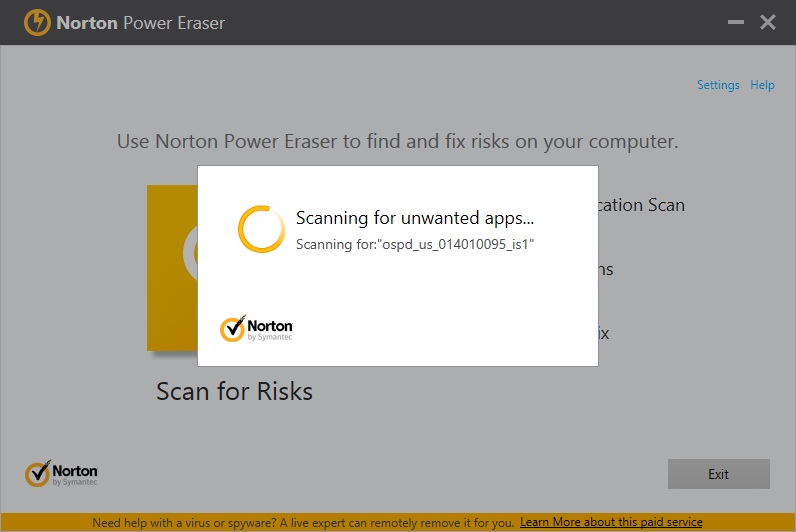 Norton Power Eraser
Settings Help
Use Norton Power Eraser to find and fix risks on your computer.
Scanning for unwanted apps...
Scanning for:"ospd_us_014010095_is1"
Norton
by Symantec
cation Scan
ns
ix
Scan for Risks
Norton
by Symantec
Exit
Need help with a virus or spyware? A live expert can remotely remove it for you. Learn More about this paid service